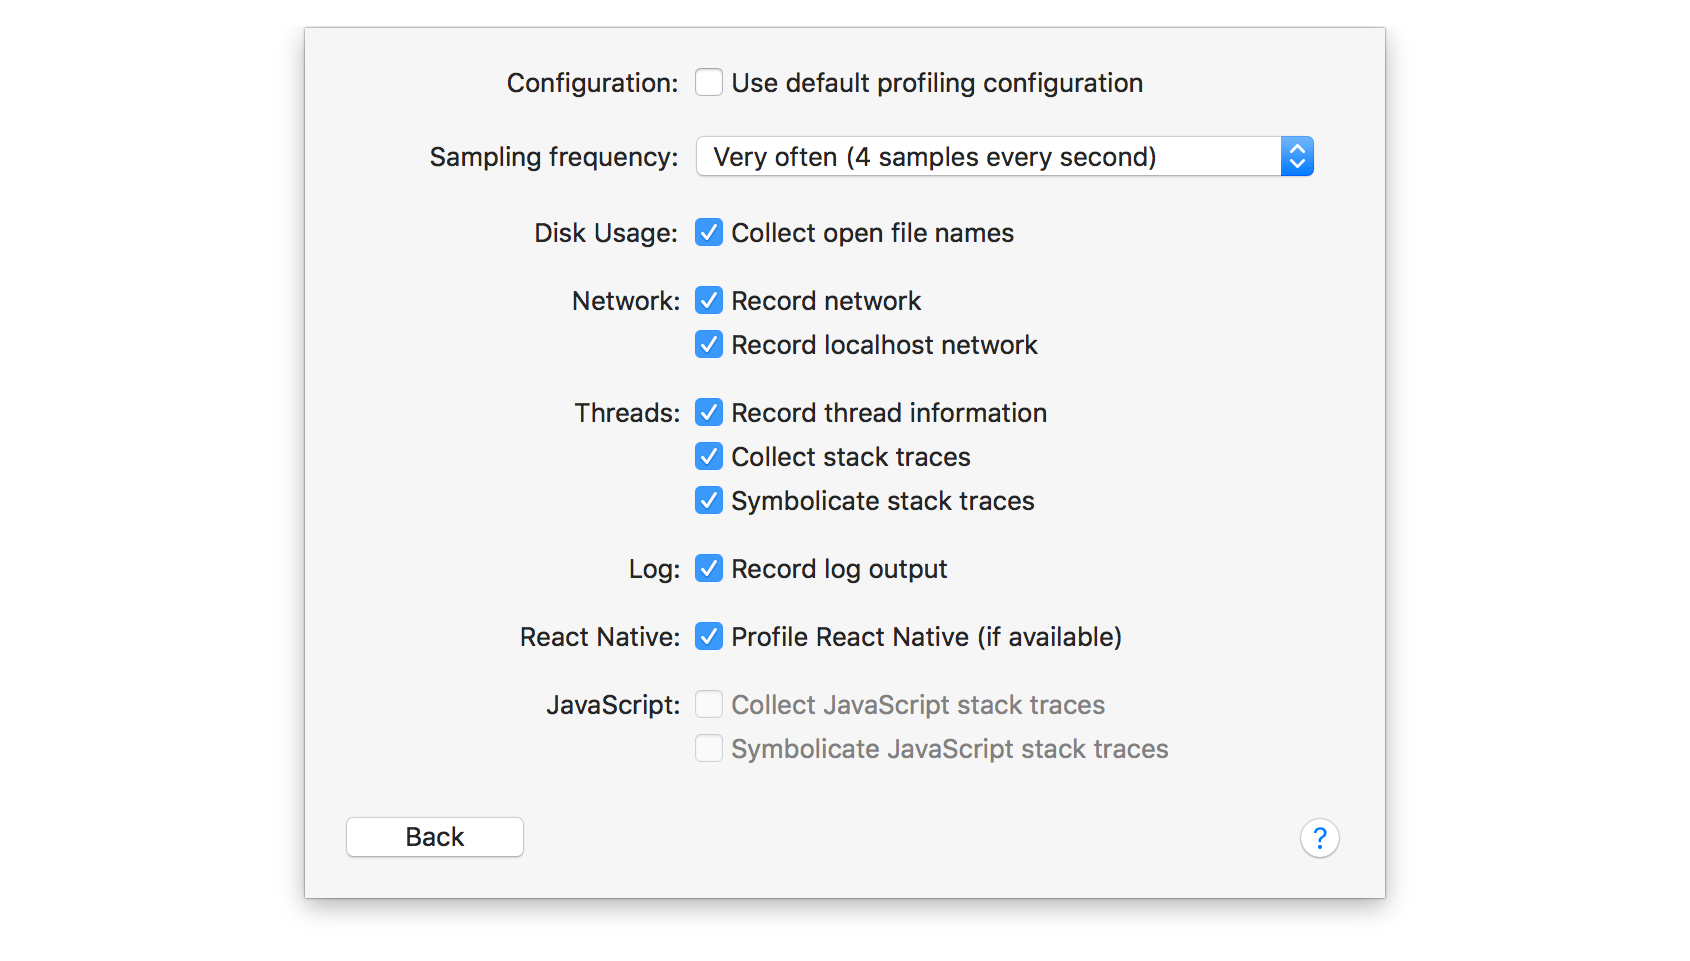 Configuration: Use default profiling configuration
Sampling frequency: Very often (4 samples every second)
Disk Usage: Collect open file names
Network: Record network
Record localhost network
Threads: Record thread information
Collect stack traces
Symbolicate stack traces
Log: Record log output
React Native: Profile React Native (if available)
JavaScript: Collect JavaScript stack traces
Symbolicate JavaScript stack traces
Back ?